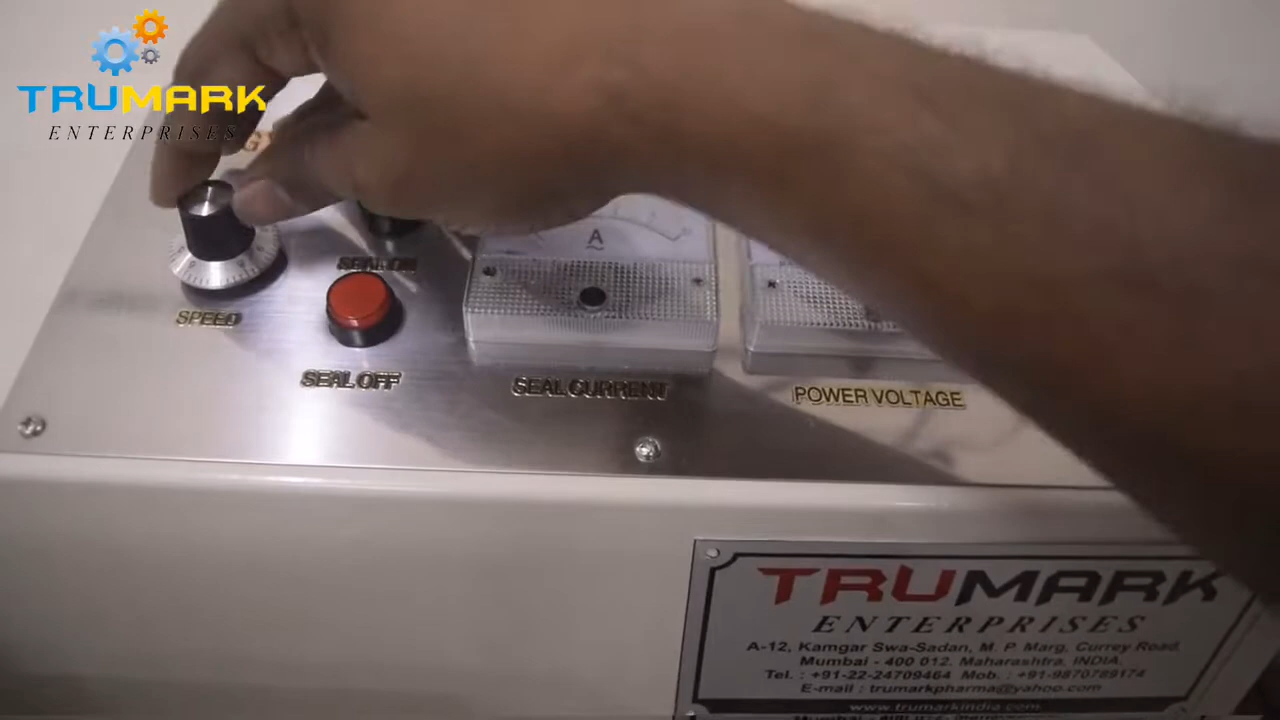 TRUMARK
ENTERPRISES
SEAL ON
SPEED
A
SEAL OFF
SEAL CURRENT
POWER VOLTAGE
TRUMARK
ENTERPRISES
A-12, Kamgar Swa-Sadan, M. P. Marg, Currey Road,
Mumbai - 400 012. Maharashtra, INDIA.
Tel. : +91-22-24709464 Mob. : +91-9870789174
E-mail : trumarkpharma@yahoo.com
www.trumarkindia.com